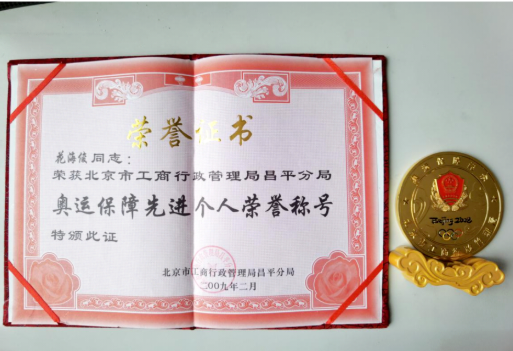 荣誉证书
花海俊同志：
荣获北京市工商行政管理局昌平分局
奥运保障先进个人荣誉称号
特颁此证
北京市工商行政管理局昌平分局
二00九年二月
Beijing 2008